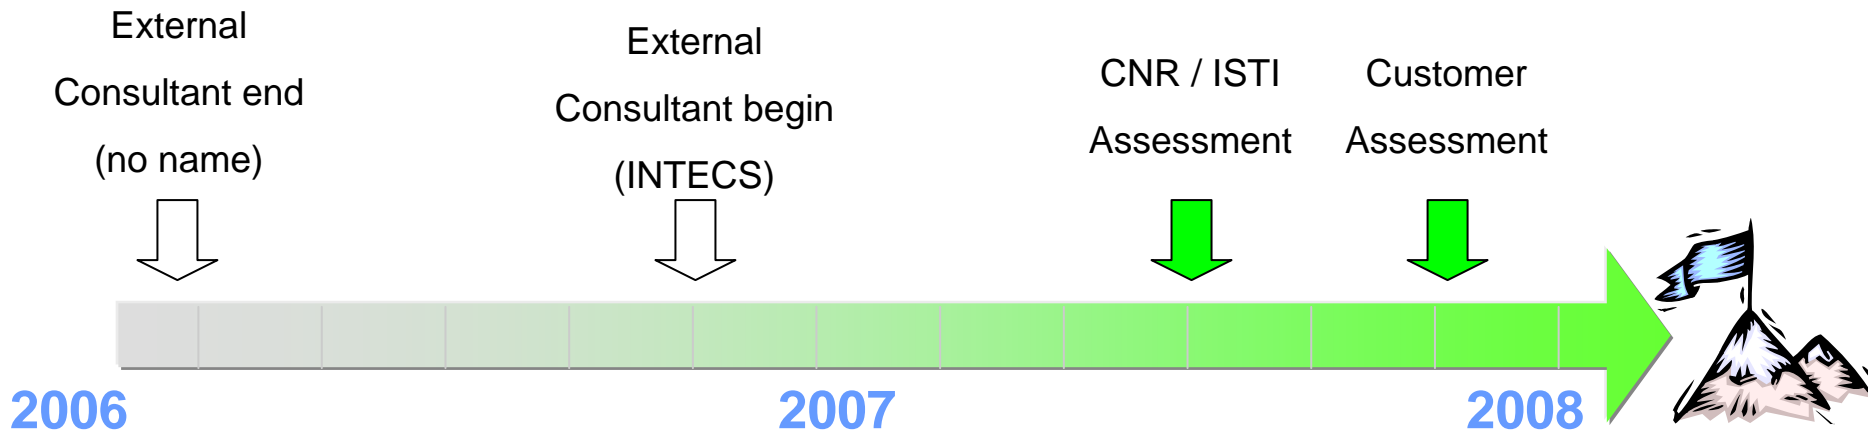 External
Consultant end
(no name)
External
Consultant begin
(INTECS)
CNR / ISTI
Assessment
Customer
Assessment
2006
2007
2008